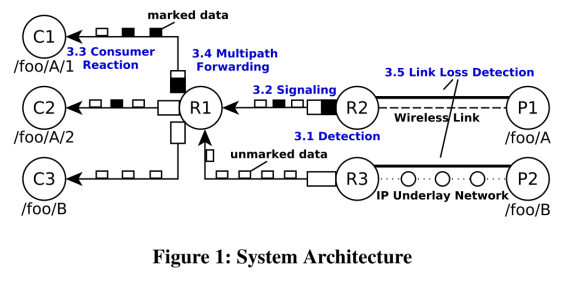 marked data
C1
/foo/A/1
3.3 Consumer
Reaction
3.4 Multipath
Forwarding
3.2 Signaling
3.5 Link Loss Detection
C2
/foo/A/2
R1
R2
Wireless Link
P1
/foo/A
3.1 Detection
unmarked data
C3
/foo/B
R3
IP Underlay Network
P2
/foo/B
Figure 1: System Architecture